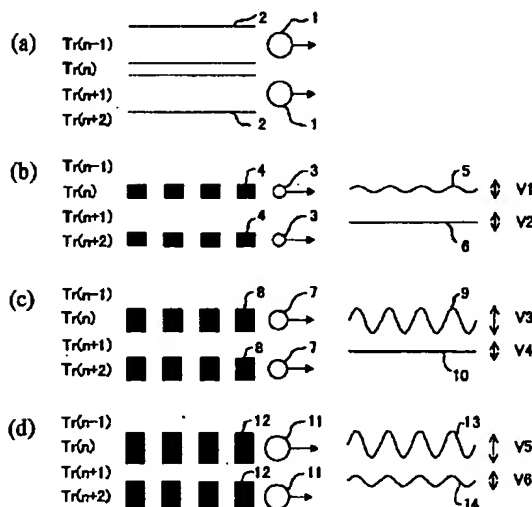 (a)
2
1
Tr(n-1)
Tr(n)
Tr(n+1)
Tr(n+2)
2
1
(b)
Tr(n-1)
4
3
5
V1
Tr(n)
Tr(n+1)
4
3
V2
Tr(n+2)
6
(c)
Tr(n-1)
8
7
9
V3
Tr(n)
Tr(n+1)
8
7
V4
Tr(n+2)
10
(d)
Tr(n-1)
12
11
13
V5
Tr(n)
Tr(n+1)
12
11
V6
Tr(n+2)
14